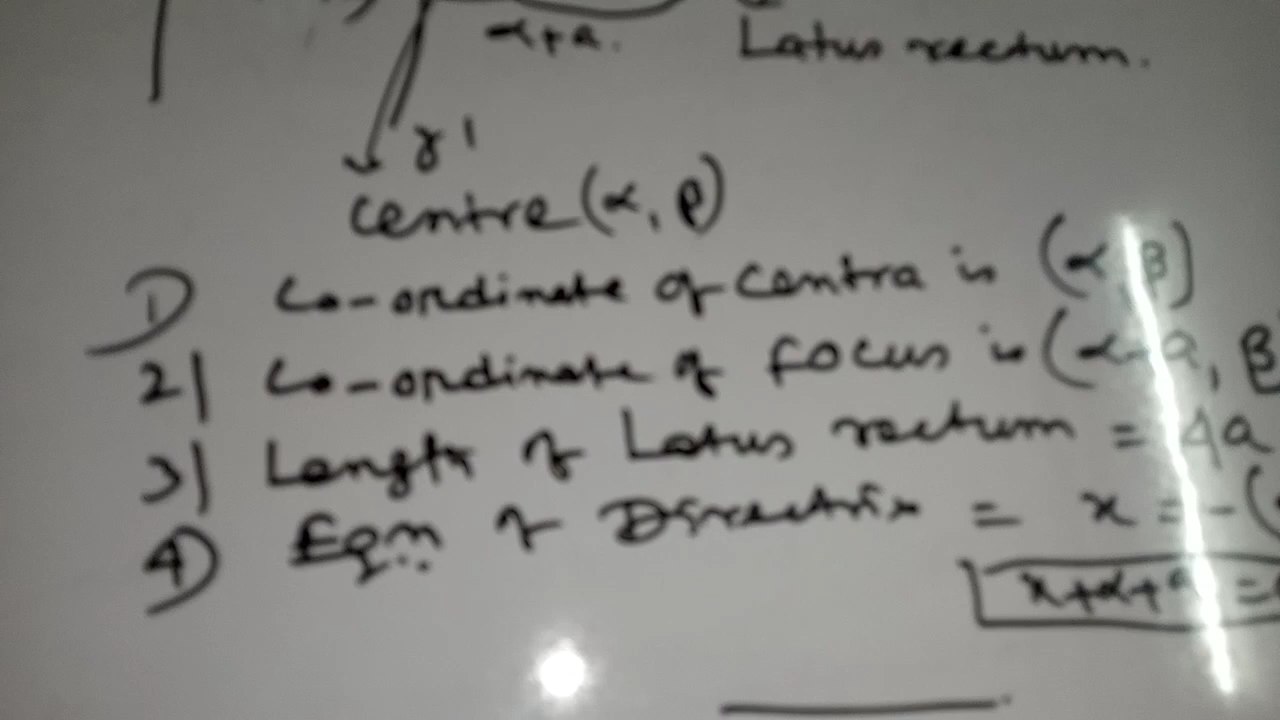 α+a. Latus rectum.
γ'
centre (α, β)
1) Co-ordinate of centra is (α, β)
2) Co-ordinate of focus is (α a, β
3) Length of Latus rectum = 4a
4) Eqn of Directrix = x = -(
x+α+a =